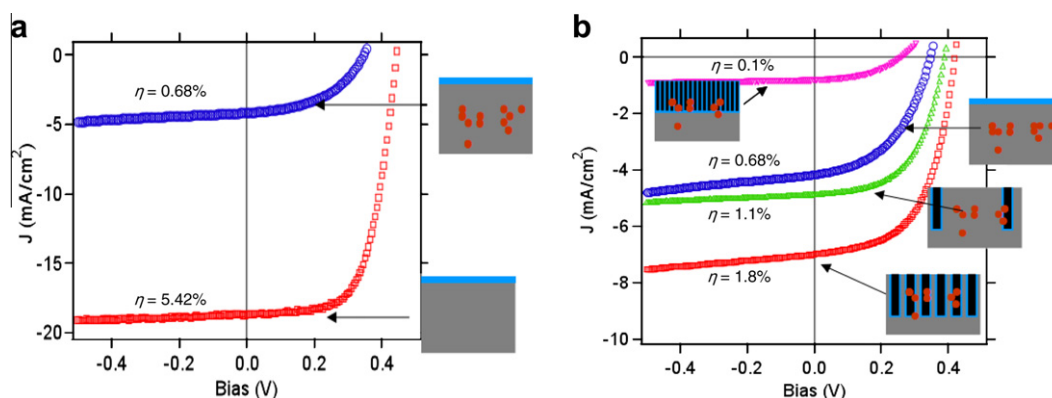 a
J (mA/cm²)
0
-5
-10
-15
-20
η = 0.68%
η = 5.42%
-0.4 -0.2 0.0 0.2 0.4
Bias (V)
b
J (mA/cm²)
0
-2
-4
-6
-8
-10
η = 0.1%
η = 0.68%
η = 1.1%
η = 1.8%
-0.4 -0.2 0.0 0.2 0.4
Bias (V)